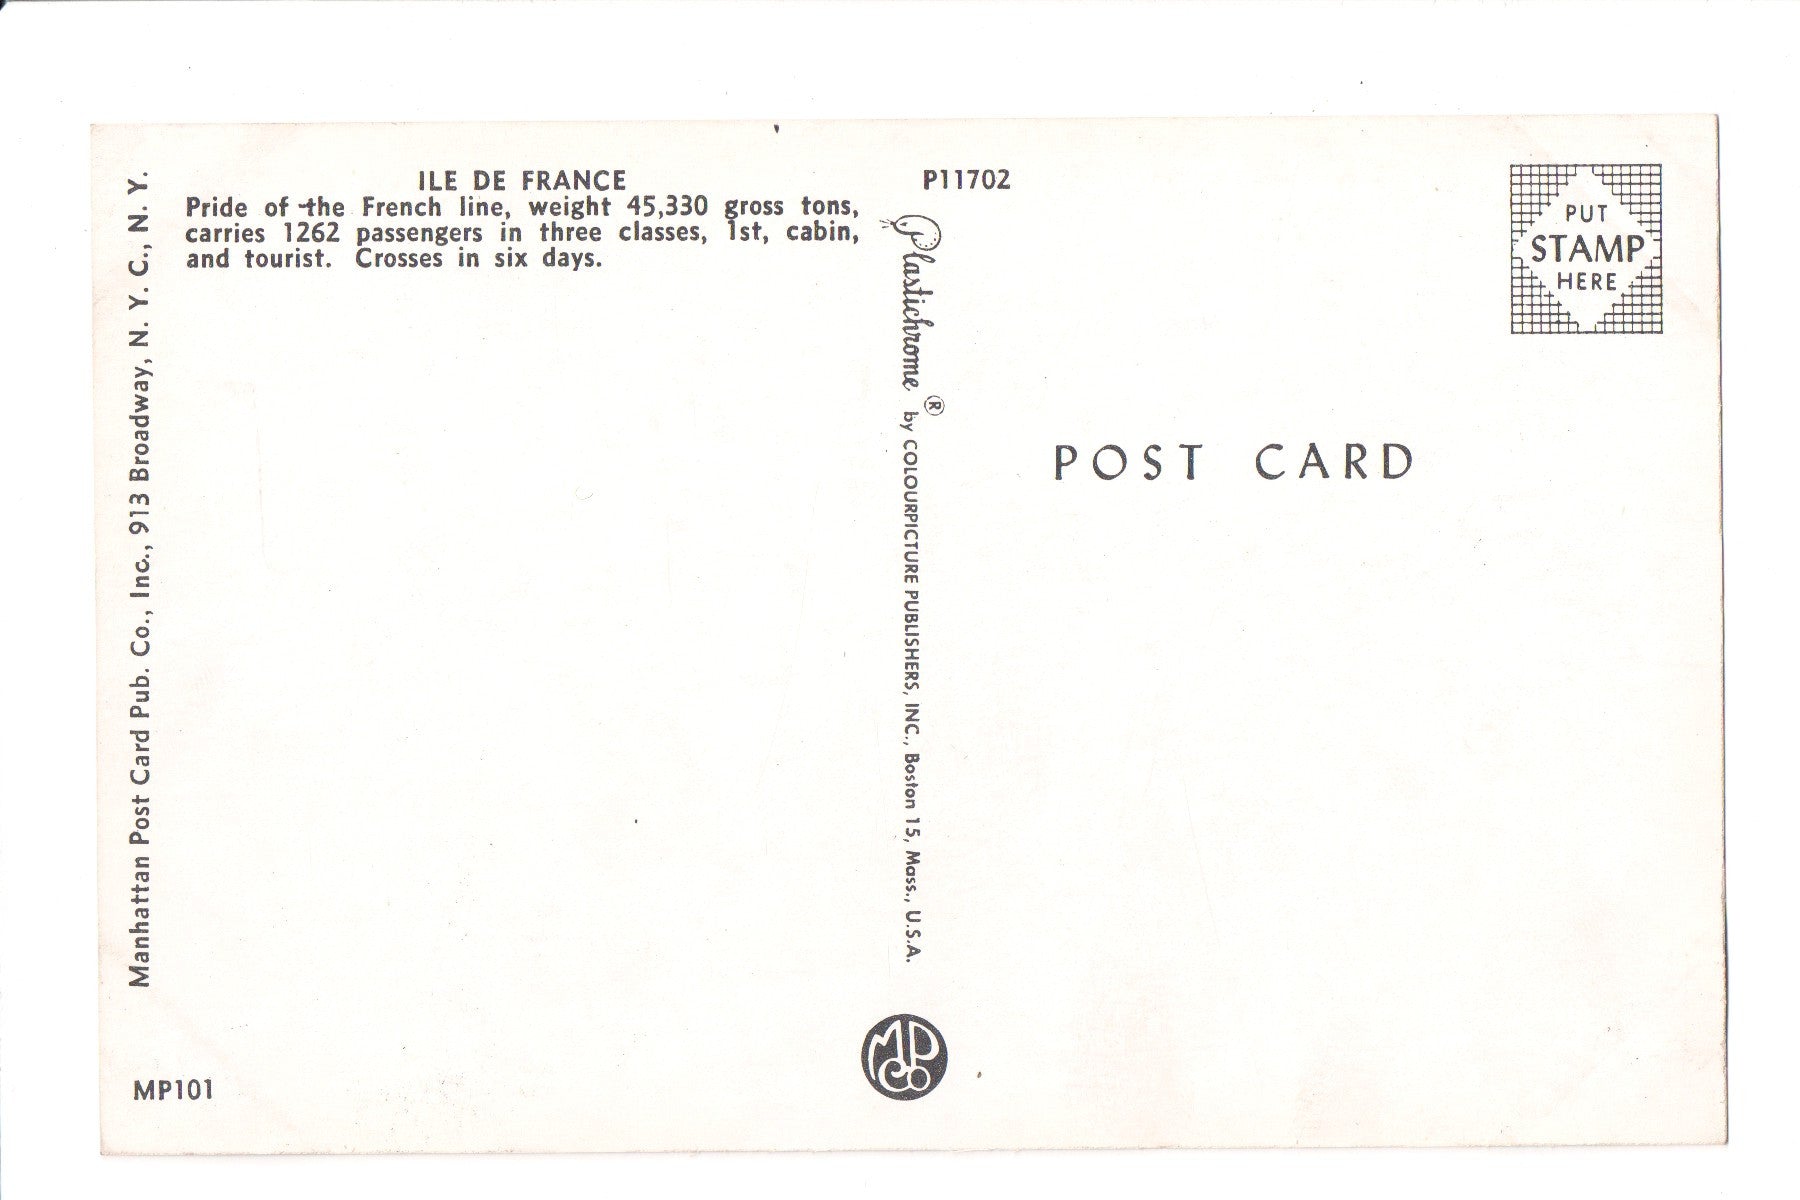 ILE DE FRANCE
Pride of the French line, weight 45,330 gross tons,
carries 1262 passengers in three classes, 1st, cabin,
and tourist. Crosses in six days.
Manhattan Post Card Pub. Co., Inc., 913 Broadway, N. Y. C., N. Y.
MP101
P11702
Plastichrome ® by COLOURPICTURE PUBLISHERS, INC., Boston 15, Mass., U.S.A.
MPCo
PUT
STAMP
HERE
POST CARD